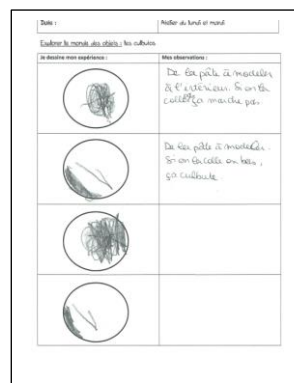 Date :
Atelier du lundi et mardi
Explorer le monde des objets : les culbutos
Je dessine mon expérience :
Mes observations :
De la pâte à modeler
à l'intérieur. Si on la
colle ça marche pas.
De la pâte à modeler.
Si on la colle en bas,
ça culbute.